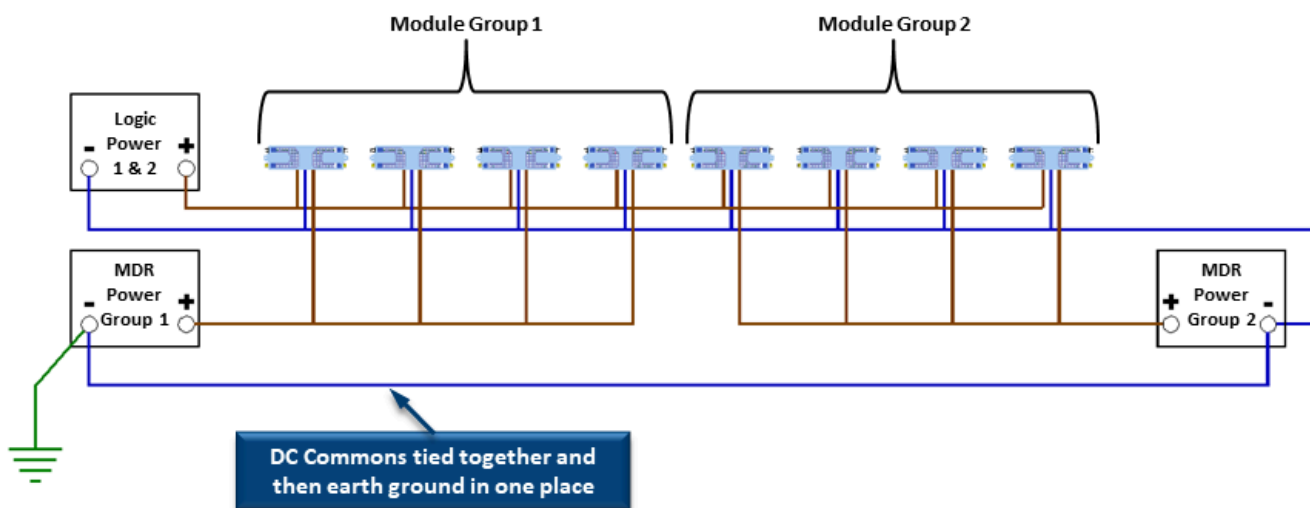 Module Group 1
Module Group 2
Logic
- Power +
1 & 2
MDR
- Power +
Group 1
MDR
+ Power -
Group 2
DC Commons tied together and
then earth ground in one place